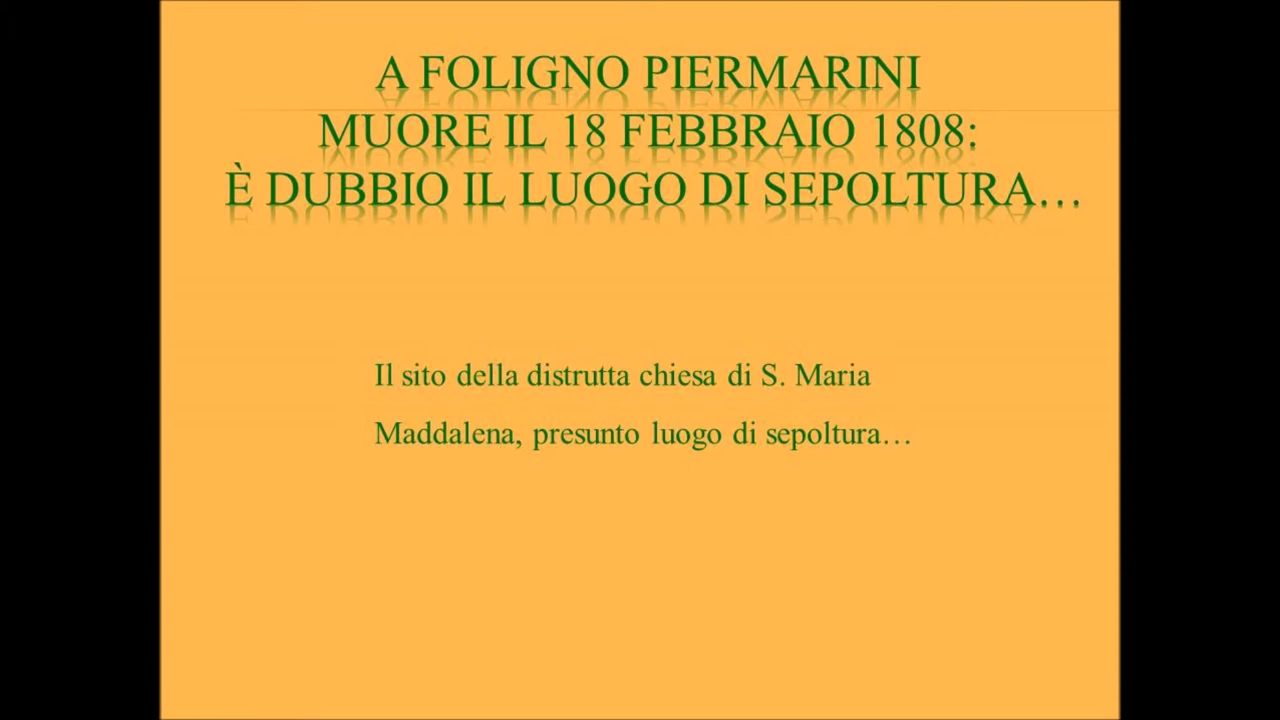 A FOLIGNO PIERMARINI
MUORE IL 18 FEBBRAIO 1808:
È DUBBIO IL LUOGO DI SEPOLTURA…
Il sito della distrutta chiesa di S. Maria
Maddalena, presunto luogo di sepoltura…